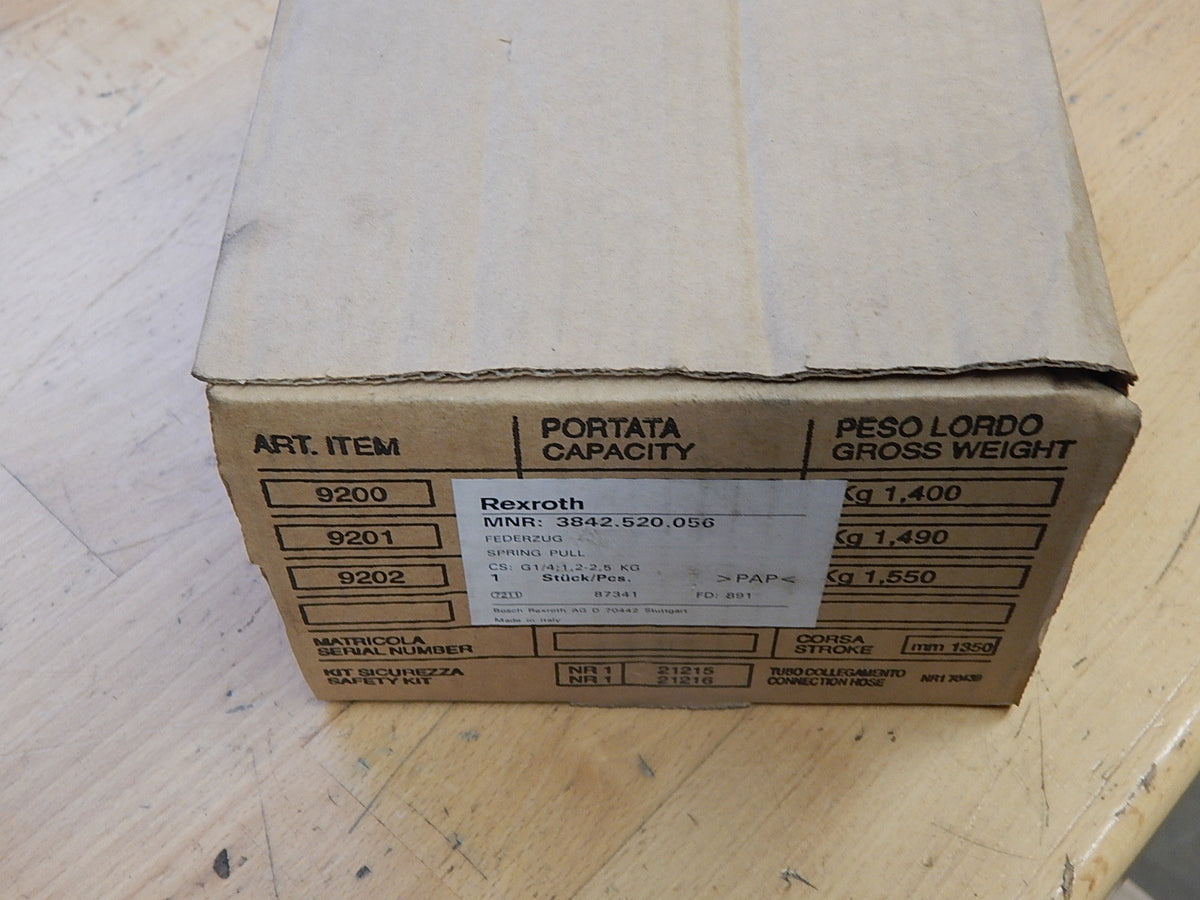 ART. ITEM
PORTATA
CAPACITY
PESO LORDO
GROSS WEIGHT
9200
Kg 1,400
9201
Kg 1,490
9202
Kg 1,550
Rexroth
MNR: 3842.520.056
FEDERZUG
SPRING PULL
CS: G1/4;1,2-2,5 KG
1 Stück/Pcs. >PAP<
7211 87341 FD: 891
Bosch Rexroth AG D 70442 Stuttgart
Made in Italy
MATRICOLA
SERIAL NUMBER
CORSA
STROKE
mm 1350
KIT SICUREZZA
SAFETY KIT
NR 1 21215
NR 1 21216
TUBO COLLEGAMENTO
CONNECTION HOSE
NR1